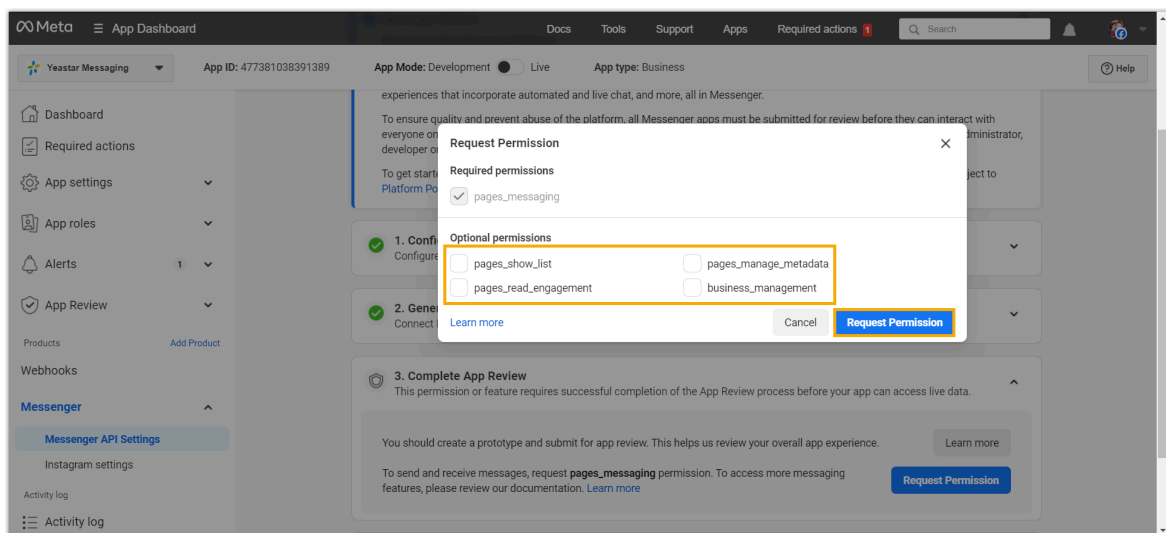 Meta
App Dashboard
Docs
Tools
Support
Apps
Required actions 1
Search
Yeastar Messaging
App ID: 477381038391389
App Mode: Development
Live
App type: Business
Help
Dashboard
Required actions
App settings
App roles
Alerts 1
App Review
Products
Add Product
Webhooks
Messenger
Messenger API Settings
Instagram settings
Activity log
Activity log
experiences that incorporate automated and live chat, and more, all in Messenger.
To ensure quality and prevent abuse of the platform, all Messenger apps must be submitted for review before they can interact with
everyone on
developer o
To get starte
ject to
Platform Po
Request Permission
Required permissions
pages_messaging
Optional permissions
pages_show_list
pages_manage_metadata
pages_read_engagement
business_management
Learn more
Cancel
Request Permission
1. Confi
Configure
2. Gene
Connect
3. Complete App Review
This permission or feature requires successful completion of the App Review process before your app can access live data.
You should create a prototype and submit for app review. This helps us review your overall app experience.
Learn more
To send and receive messages, request pages_messaging permission. To access more messaging
features, please review our documentation. Learn more
Request Permission